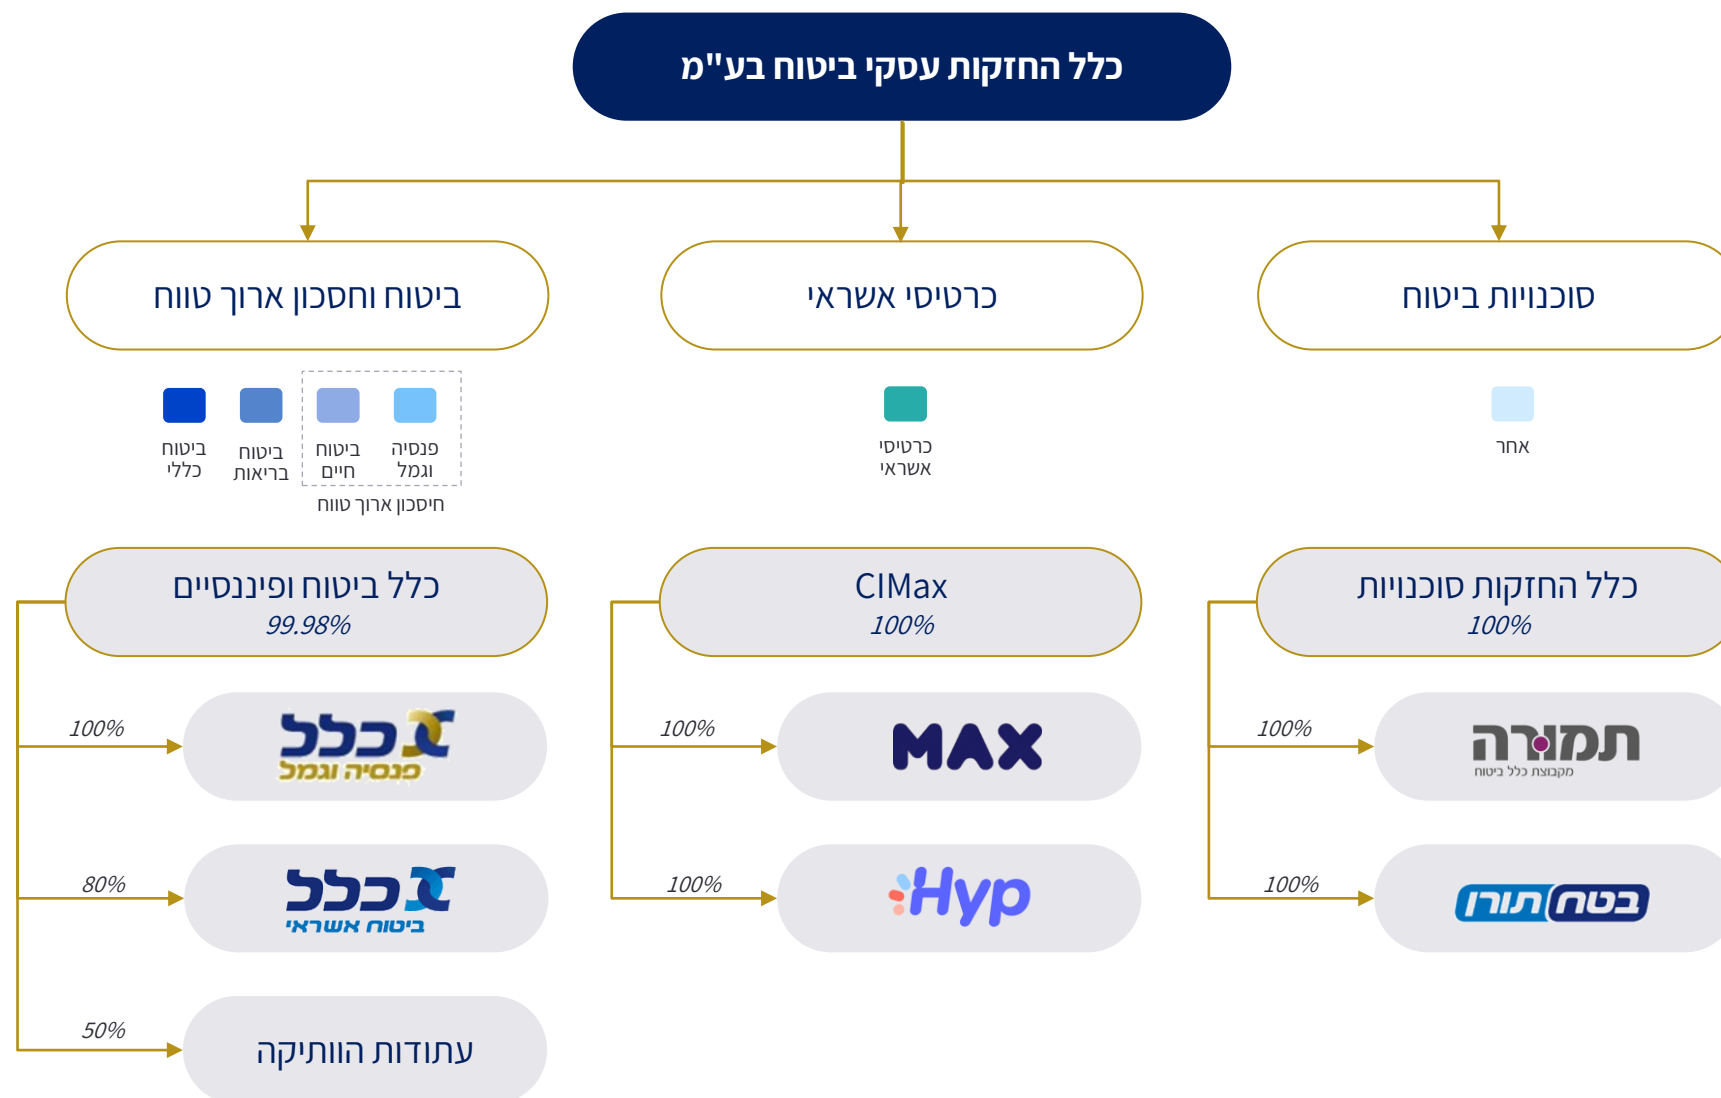 כלל החזקות עסקי ביטוח בע"מ
סוכנויות ביטוח
כרטיסי אשראי
ביטוח וחסכון ארוך טווח
אחר
כרטיסי
אשראי
פנסיה
וגמל
ביטוח
חיים
ביטוח
בריאות
ביטוח
כללי
חיסכון ארוך טווח
כלל החזקות סוכנויות
100%
CIMax
100%
כלל ביטוח ופיננסיים
99.98%
100%
תמורה
מקבוצת כלל ביטוח
100%
בטח תורן
100%
MAX
100%
Hyp
100%
כלל
פנסיה וגמל
80%
כלל
ביטוח אשראי
50%
עתודות הוותיקה